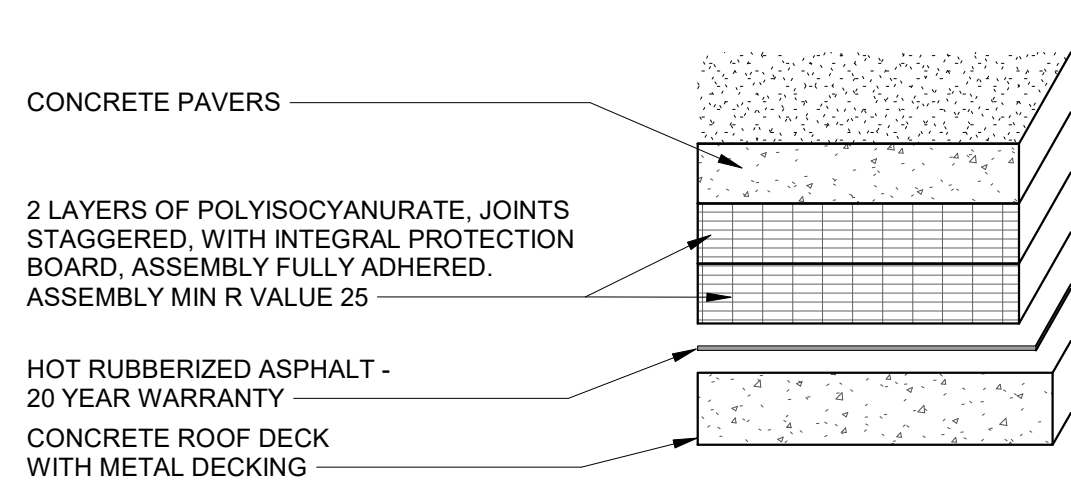 CONCRETE PAVERS
2 LAYERS OF POLYISOCYANURATE, JOINTS
STAGGERED, WITH INTEGRAL PROTECTION
BOARD, ASSEMBLY FULLY ADHERED.
ASSEMBLY MIN R VALUE 25
HOT RUBBERIZED ASPHALT -
20 YEAR WARRANTY
CONCRETE ROOF DECK
WITH METAL DECKING